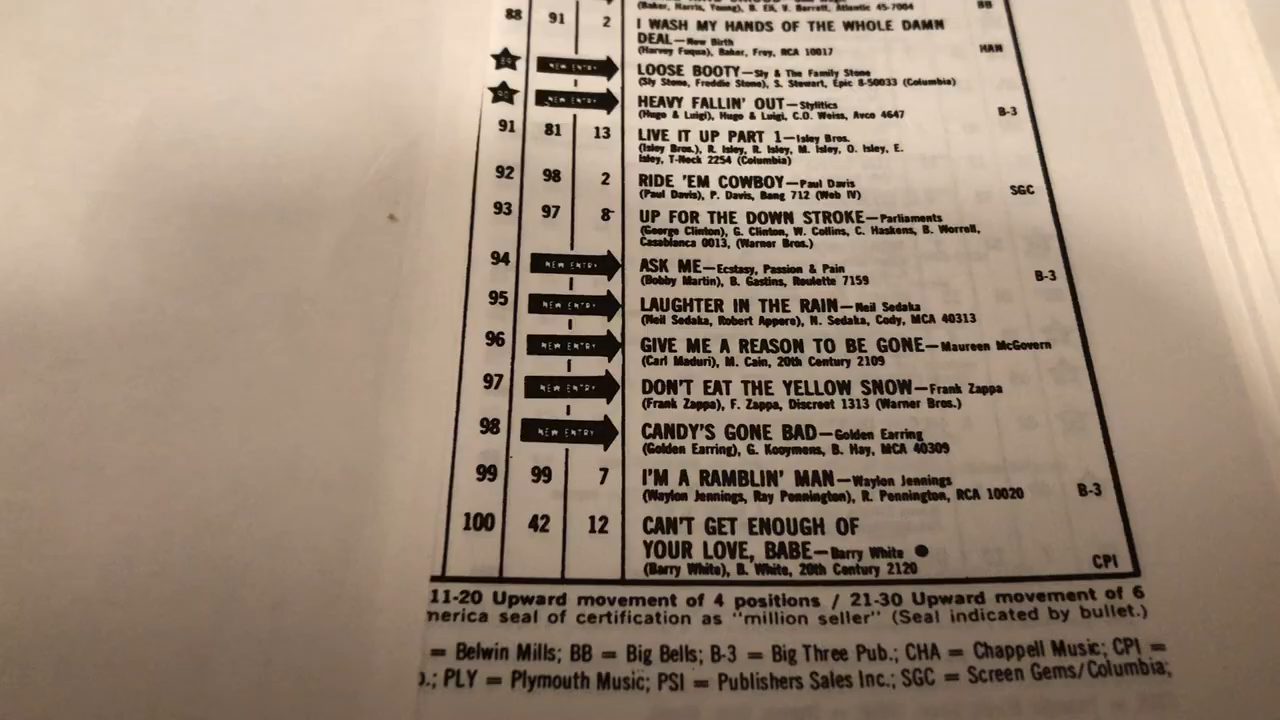 (Baker, Harris, Young), B. Eli, V. Barrett, Atlantic 45-7004 BB
88 91 2 I WASH MY HANDS OF THE WHOLE DAMN
DEAL—New Birth
(Harvey Fuqua), Baker, Frey, RCA 10017 HAN
89 NEW ENTRY LOOSE BOOTY—Sly & The Family Stone
(Sly Stone, Freddie Stone), S. Stewart, Epic 8-50033 (Columbia)
90 NEW ENTRY HEAVY FALLIN' OUT—Stylitics
(Hugo & Luigi), Hugo & Luigi, C.O. Weiss, Avco 4647 B-3
91 81 13 LIVE IT UP PART 1—Isley Bros.
(Isley Bros.), R. Isley, R. Isley, M. Isley, O. Isley, E.
Isley, T-Neck 2254 (Columbia)
92 98 2 RIDE 'EM COWBOY—Paul Davis
(Paul Davis), P. Davis, Bang 712 (Web IV) SGC
93 97 8 UP FOR THE DOWN STROKE—Parliaments
(George Clinton), G. Clinton, W. Collins, C. Haskens, B. Worrell,
Casablanca 0013, (Warner Bros.)
94 NEW ENTRY ASK ME—Ecstasy, Passion & Pain
(Bobby Martin), B. Gastins, Roulette 7159 B-3
95 NEW ENTRY LAUGHTER IN THE RAIN—Neil Sedaka
(Neil Sedaka, Robert Appere), N. Sedaka, Cody, MCA 40313
96 NEW ENTRY GIVE ME A REASON TO BE GONE—Maureen McGovern
(Carl Maduri), M. Cain, 20th Century 2109
97 NEW ENTRY DON'T EAT THE YELLOW SNOW—Frank Zappa
(Frank Zappa), F. Zappa, Discreet 1313 (Warner Bros.)
98 NEW ENTRY CANDY'S GONE BAD—Golden Earring
(Golden Earring), G. Kooymens, B. Hay, MCA 40309
99 99 7 I'M A RAMBLIN' MAN—Waylon Jennings
(Waylon Jennings, Ray Pennington), R. Pennington, RCA 10020 B-3
100 42 12 CAN'T GET ENOUGH OF
YOUR LOVE, BABE—Barry White ●
(Barry White), B. White, 20th Century 2120 CPI
11-20 Upward movement of 4 positions / 21-30 Upward movement of 6
merica seal of certification as "million seller" (Seal indicated by bullet.)
= Belwin Mills; BB = Big Bells; B-3 = Big Three Pub.; CHA = Chappell Music; CPI =
.; PLY = Plymouth Music; PSI = Publishers Sales Inc.; SGC = Screen Gems/Columbia;